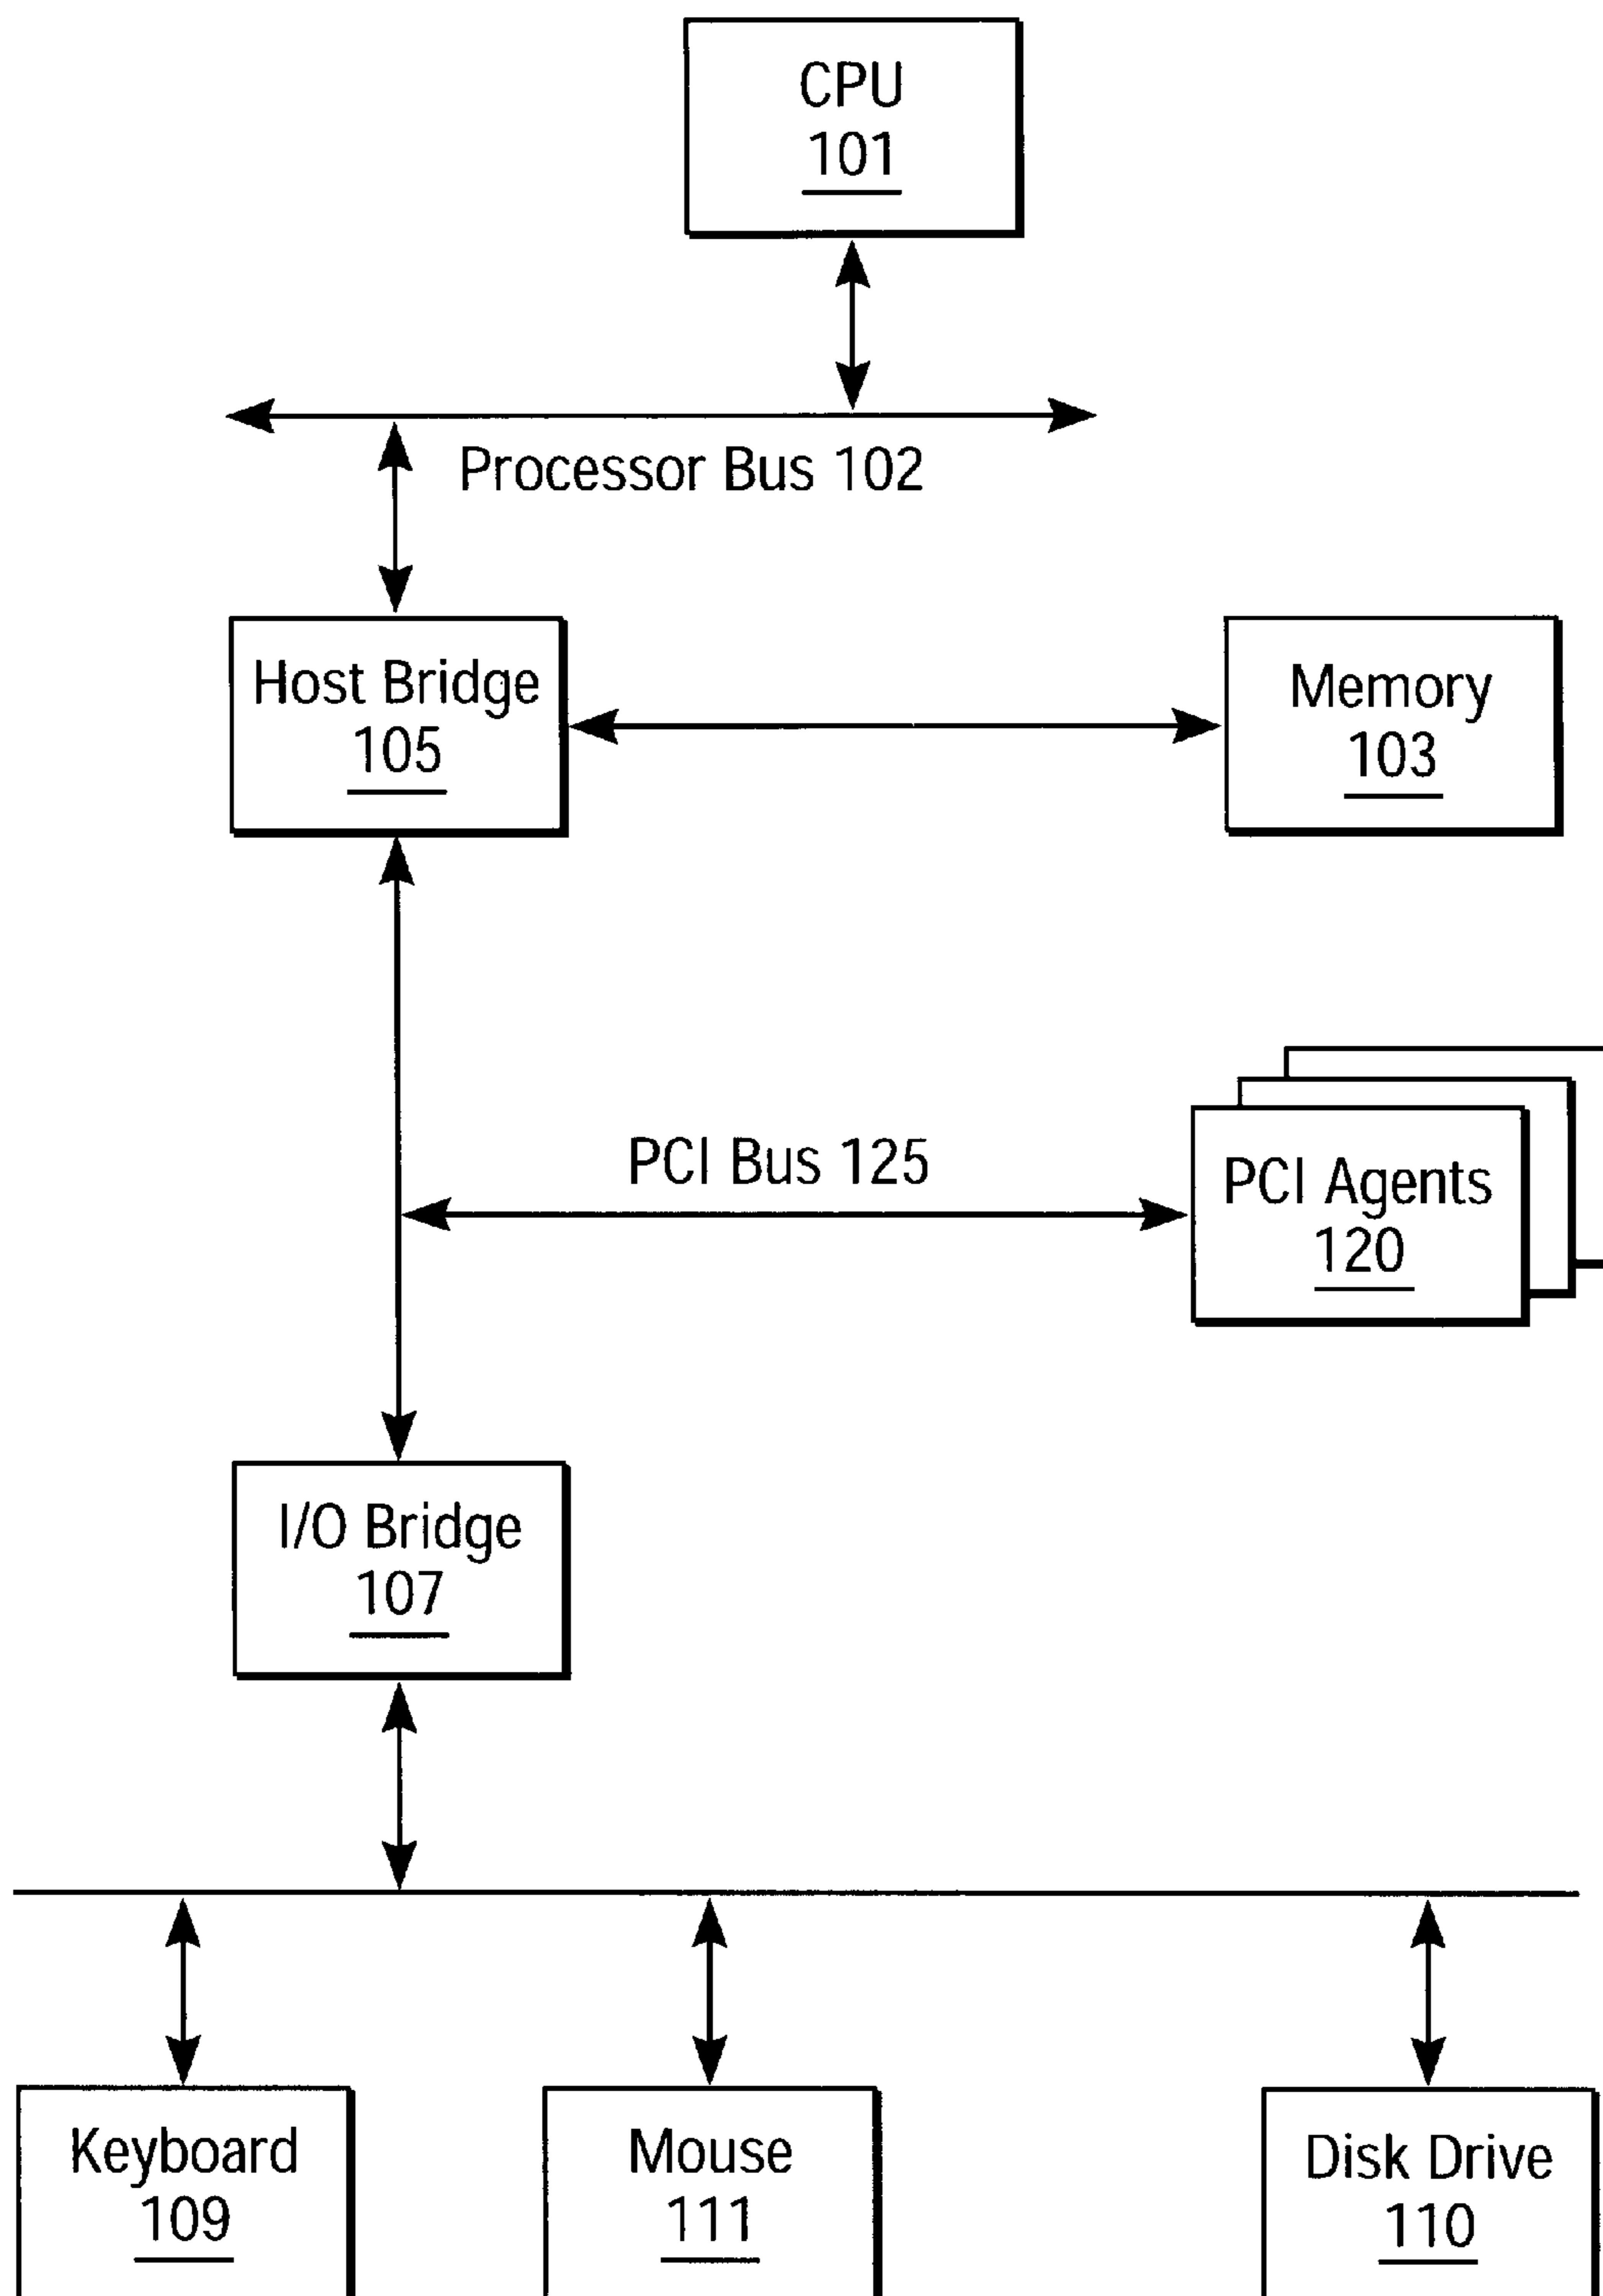 CPU
101
Processor Bus 102
Host Bridge
105
Memory
103
PCI Bus 125
PCI Agents
120
I/O Bridge
107
Keyboard
109
Mouse
111
Disk Drive
110